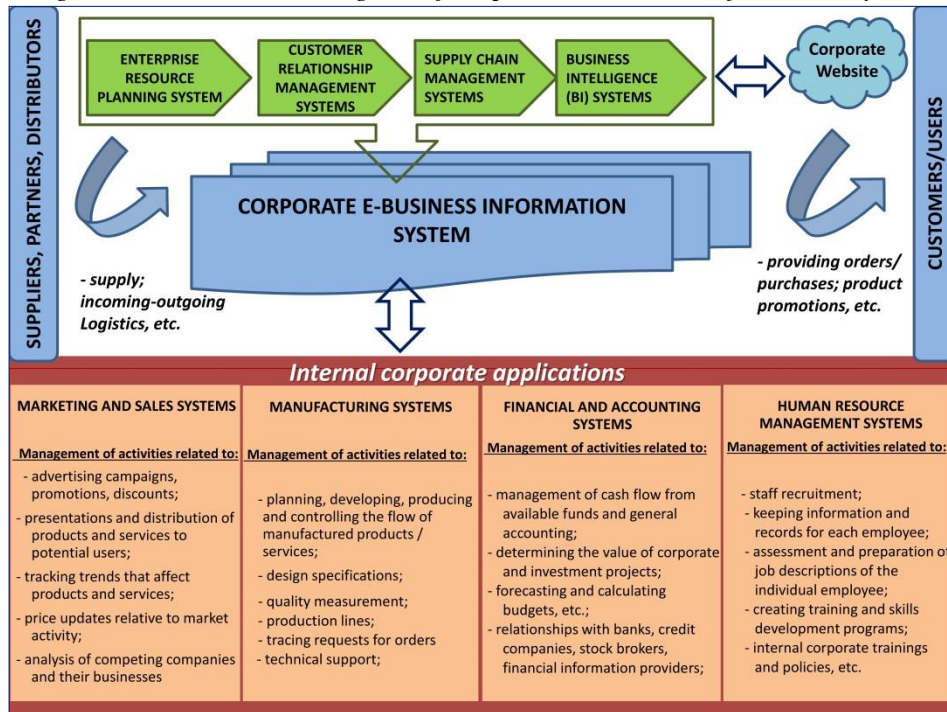 ENTERPRISE
RESOURCE
PLANNING SYSTEM
CUSTOMER
RELATIONSHIP
MANAGEMENT
SYSTEMS
SUPPLY CHAIN
MANAGEMENT
SYSTEMS
BUSINESS
INTELLIGENCE
(BI) SYSTEMS
Corporate
Website
SUPPLIERS, PARTNERS, DISTRIBUTORS
CUSTOMERS/USERS
CORPORATE E-BUSINESS INFORMATION
SYSTEM
- supply;
incoming-outgoing
Logistics, etc.
- providing orders/
purchases; product
promotions, etc.
Internal corporate applications
MARKETING AND SALES SYSTEMS
Management of activities related to:
- advertising campaigns,
promotions, discounts;
- presentations and distribution of
products and services to
potential users;
- tracking trends that affect
products and services;
- price updates relative to market
activity;
- analysis of competing companies
and their businesses
MANUFACTURING SYSTEMS
Management of activities related to:
- planning, developing, producing
and controlling the flow of
manufactured products /
services;
- design specifications;
- quality measurement;
- production lines;
- tracing requests for orders
- technical support;
FINANCIAL AND ACCOUNTING
SYSTEMS
Management of activities related to:
- management of cash flow from
available funds and general
accounting;
- determining the value of corporate
and investment projects;
- forecasting and calculating
budgets, etc.;
- relationships with banks, credit
companies, stock brokers,
financial information providers;
HUMAN RESOURCE
MANAGEMENT SYSTEMS
Management of activities related to:
- staff recruitment;
- keeping information and
records for each employee;
- assessment and preparation of
job descriptions of the
individual employee;
- creating training and skills
development programs;
- internal corporate trainings
and policies, etc.